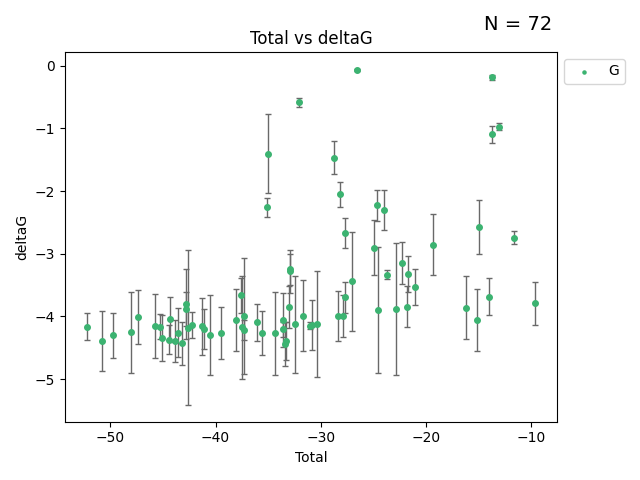 N = 72
Total vs deltaG
G
deltaG
0
−1
−2
−3
−4
−5
−50 −40 −30 −20 −10
Total